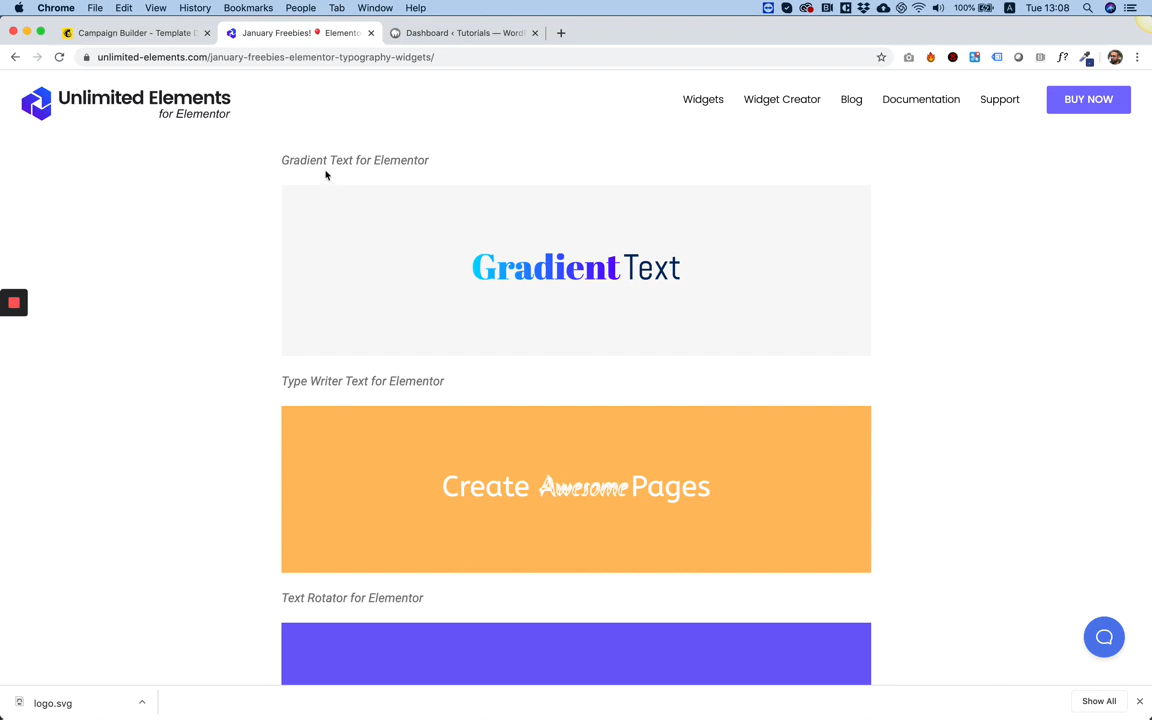 Chrome File Edit View History Bookmarks People Tab Window Help 100% Tue 13:08
Campaign Builder - Template D
January Freebies! Elemento
Dashboard ‹ Tutorials — WordP
unlimited-elements.com/january-freebies-elementor-typography-widgets/
Unlimited Elements
for Elementor
Widgets Widget Creator Blog Documentation Support BUY NOW
Gradient Text for Elementor
Gradient Text
Type Writer Text for Elementor
Create Awesome Pages
Text Rotator for Elementor
logo.svg
Show All